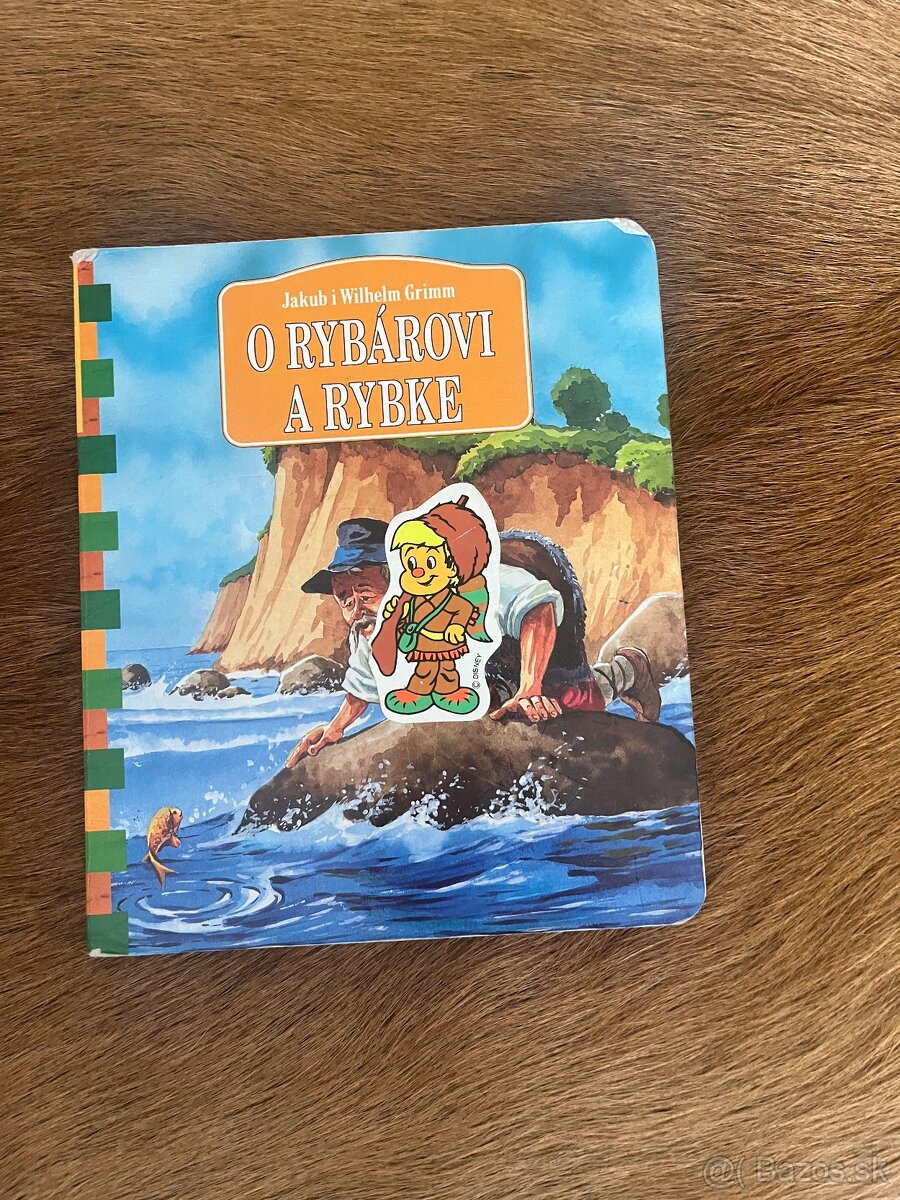 Jakub i Wilhelm Grimm
O RYBÁROVI
A RYBKE
© DISNEY
@( Bazos.sk